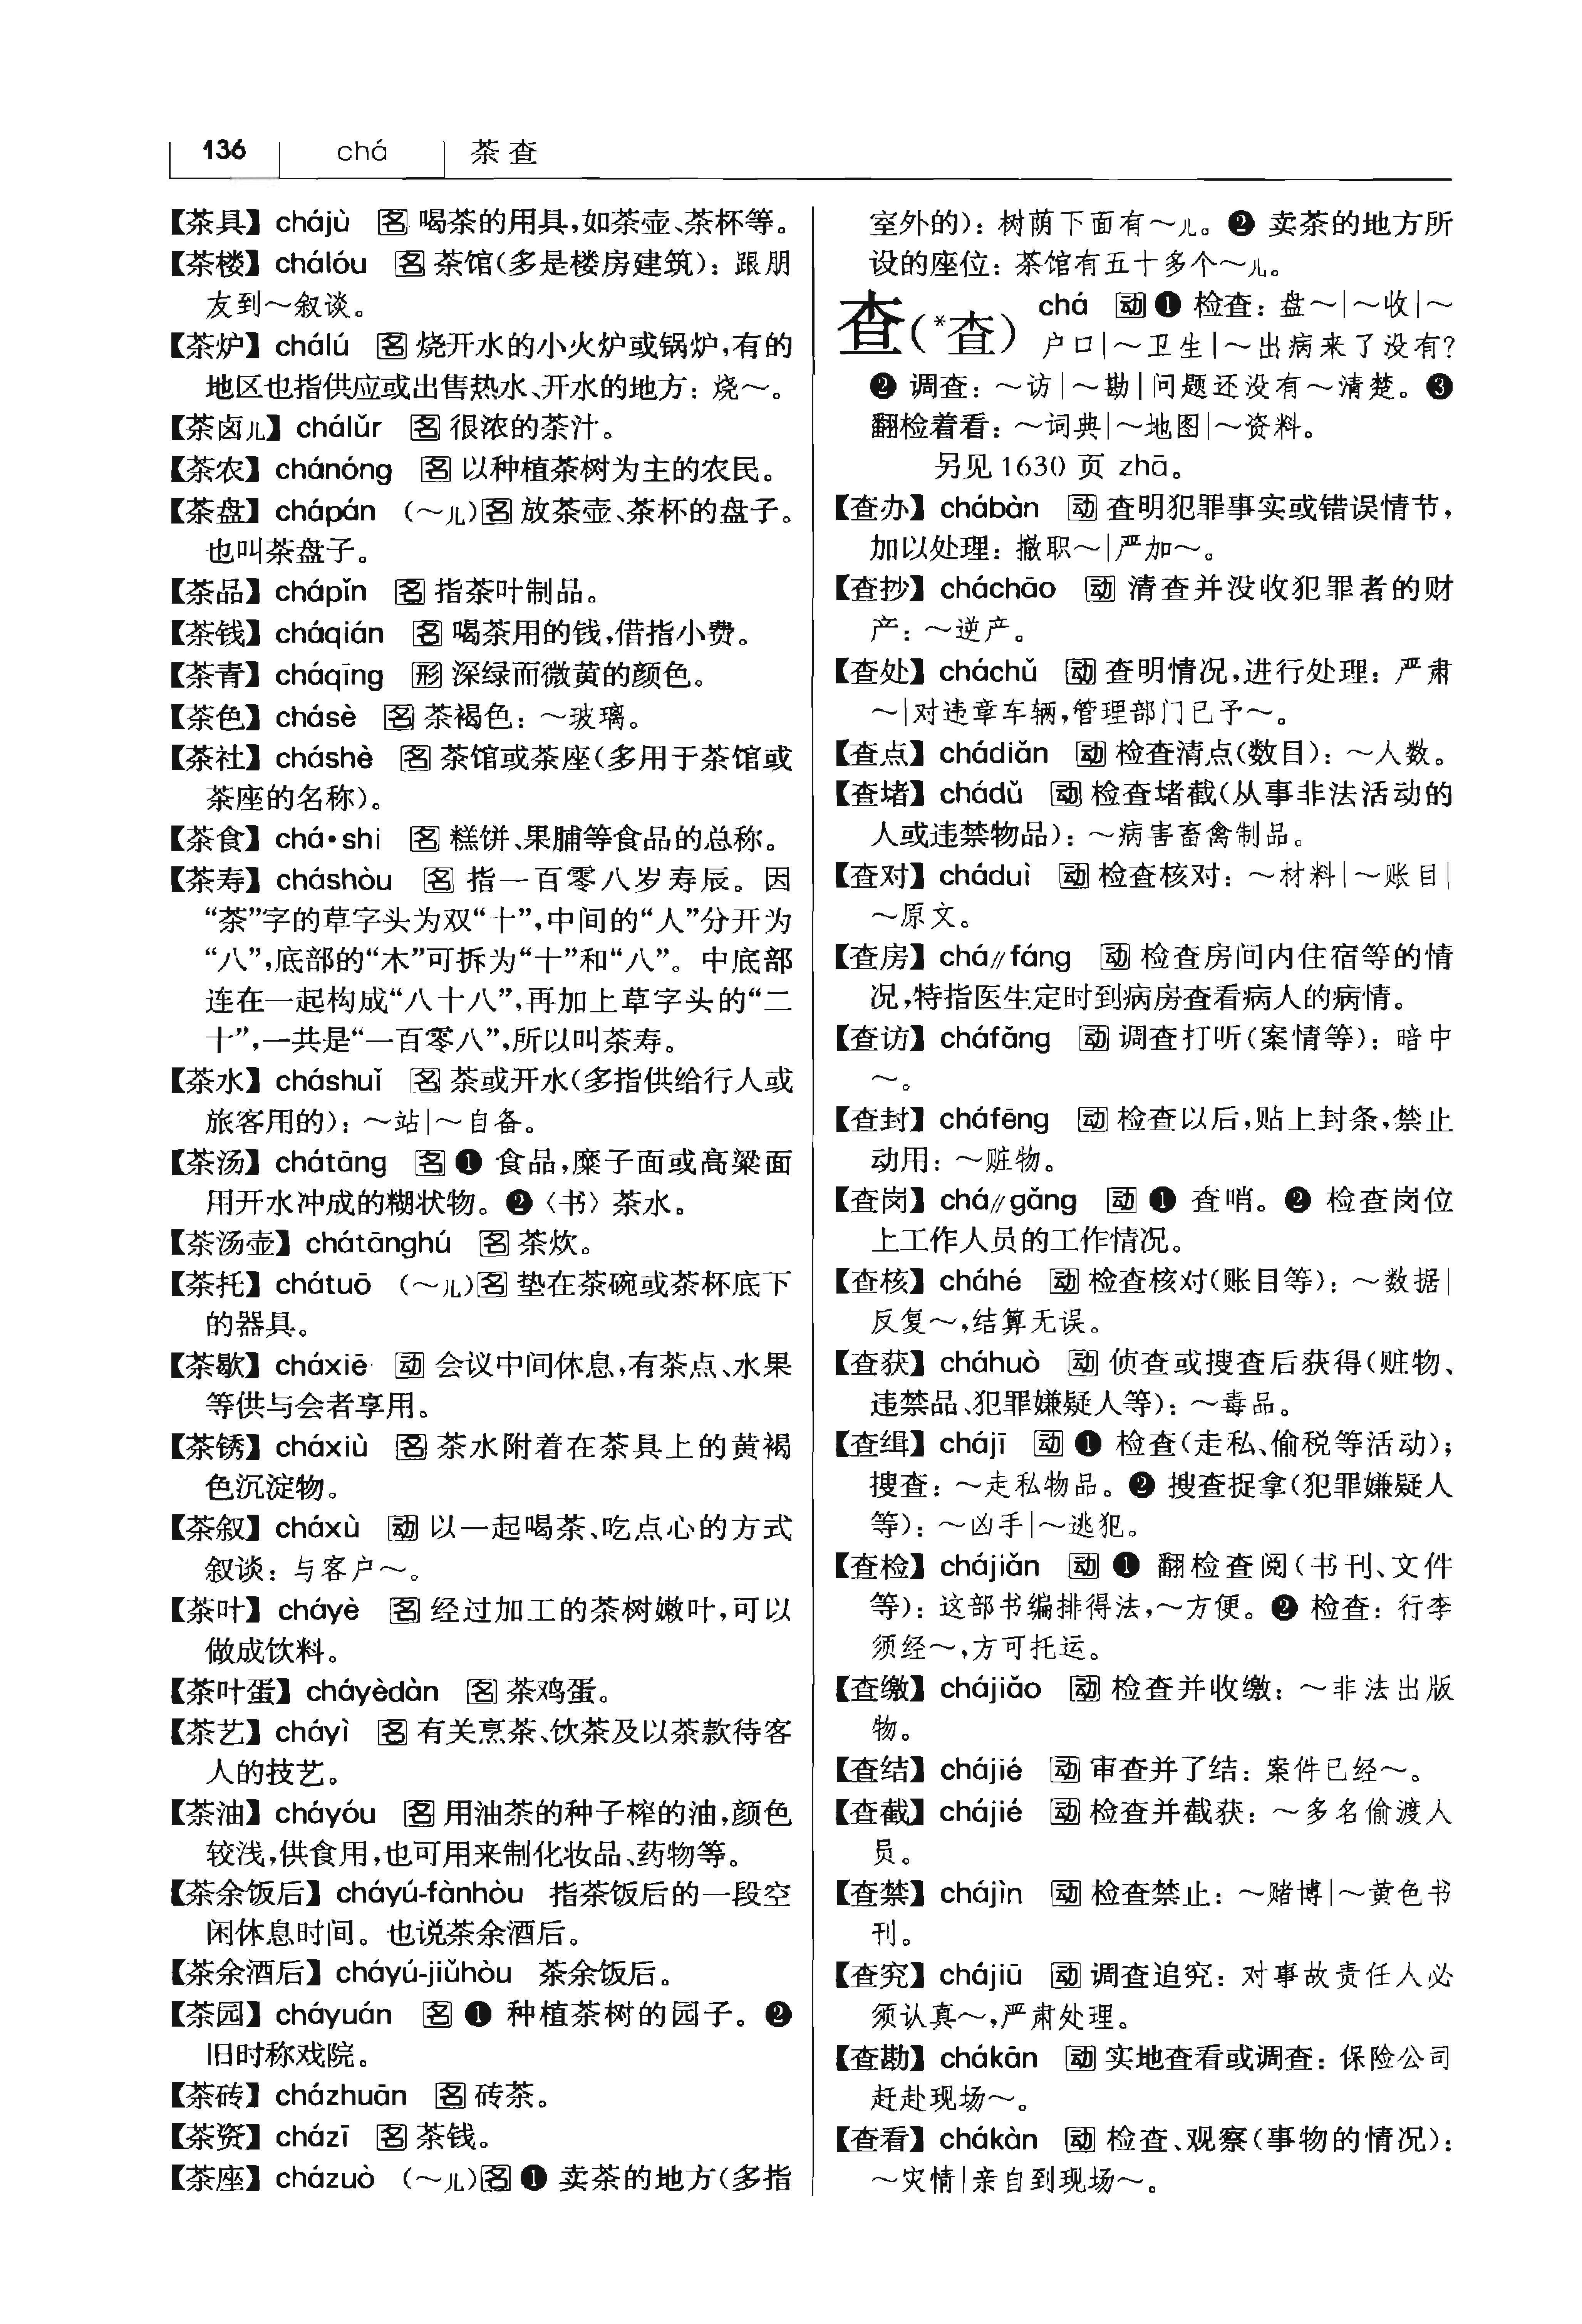 136 chá 茶 查
【茶具】 chájù 名 喝茶的用具,如茶壶、茶杯等。
【茶楼】 chálóu 名 茶馆(多是楼房建筑): 跟朋
友到～叙谈。
【茶炉】 chálú 名 烧开水的小火炉或锅炉,有的
地区也指供应或出售热水、开水的地方: 烧～。
【茶卤儿】 chálǔr 名 很浓的茶汁。
【茶农】 chánóng 名 以种植茶树为主的农民。
【茶盘】 chápán (～儿)名 放茶壶、茶杯的盘子。
也叫茶盘子。
【茶品】 chápǐn 名 指茶叶制品。
【茶钱】 cháqián 名 喝茶用的钱,借指小费。
【茶青】 cháqīng 形 深绿而微黄的颜色。
【茶色】 chásè 名 茶褐色: ～玻璃。
【茶社】 cháshè 名 茶馆或茶座(多用于茶馆或
茶座的名称)。
【茶食】 chá•shi 名 糕饼、果脯等食品的总称。
【茶寿】 cháshòu 名 指一百零八岁寿辰。因
“茶”字的草字头为双“十”,中间的“人”分开为
“八”,底部的“木”可拆为“十”和“八”。中底部
连在一起构成“八十八”,再加上草字头的“二
十”,一共是“一百零八”,所以叫茶寿。
【茶水】 cháshuǐ 名 茶或开水(多指供给行人或
旅客用的): ～站|～自备。
【茶汤】 chátāng 名 ❶ 食品,糜子面或高粱面
用开水冲成的糊状物。❷〈书〉茶水。
【茶汤壶】 chátānghú 名 茶炊。
【茶托】 chátuō (～儿)名 垫在茶碗或茶杯底下
的器具。
【茶歇】 cháxiē 动 会议中间休息,有茶点、水果
等供与会者享用。
【茶锈】 cháxiù 名 茶水附着在茶具上的黄褐
色沉淀物。
【茶叙】 cháxù 动 以一起喝茶、吃点心的方式
叙谈: 与客户～。
【茶叶】 cháyè 名 经过加工的茶树嫩叶,可以
做成饮料。
【茶叶蛋】 cháyèdàn 名 茶鸡蛋。
【茶艺】 cháyì 名 有关烹茶、饮茶及以茶款待客
人的技艺。
【茶油】 cháyóu 名 用油茶的种子榨的油,颜色
较浅,供食用,也可用来制化妆品、药物等。
【茶余饭后】 cháyú-fànhòu 指茶饭后的一段空
闲休息时间。也说茶余酒后。
【茶余酒后】 cháyú-jiǔhòu 茶余饭后。
【茶园】 cháyuán 名 ❶ 种植茶树的园子。❷
旧时称戏院。
【茶砖】 cházhuān 名 砖茶。
【茶资】 cházī 名 茶钱。
【茶座】 cházuò (～儿)名 ❶ 卖茶的地方(多指
室外的): 树荫下面有～儿。❷ 卖茶的地方所
设的座位: 茶馆有五十多个～儿。
查(*査) chá 动 ❶ 检查: 盘～|～收|～
户口|～卫生|～出病来了没有?
❷ 调查: ～访|～勘|问题还没有～清楚。❸
翻检着看: ～词典|～地图|～资料。
另见1630 页 zhā。
【查办】 chábàn 动 查明犯罪事实或错误情节,
加以处理: 撤职～|严加～。
【查抄】 cháchāo 动 清查并没收犯罪者的财
产: ～逆产。
【查处】 cháchǔ 动 查明情况,进行处理: 严肃
～|对违章车辆,管理部门已予～。
【查点】 chádiǎn 动 检查清点(数目): ～人数。
【查堵】 chádǔ 动 检查堵截(从事非法活动的
人或违禁物品): ～病害畜禽制品。
【查对】 cháduì 动 检查核对: ～材料|～账目|
～原文。
【查房】 chá∥fáng 动 检查房间内住宿等的情
况,特指医生定时到病房查看病人的病情。
【查访】 cháfǎng 动 调查打听(案情等): 暗中
～。
【查封】 cháfēng 动 检查以后,贴上封条,禁止
动用: ～赃物。
【查岗】 chá∥gǎng 动 ❶ 查哨。❷ 检查岗位
上工作人员的工作情况。
【查核】 cháhé 动 检查核对(账目等): ～数据|
反复～,结算无误。
【查获】 cháhuò 动 侦查或搜查后获得(赃物、
违禁品、犯罪嫌疑人等): ～毒品。
【查缉】 chájī 动 ❶ 检查(走私、偷税等活动);
搜查: ～走私物品。❷ 搜查捉拿(犯罪嫌疑人
等): ～凶手|～逃犯。
【查检】 chájiǎn 动 ❶ 翻检查阅(书刊、文件
等): 这部书编排得法,～方便。❷ 检查: 行李
须经～,方可托运。
【查缴】 chájiǎo 动 检查并收缴: ～非法出版
物。
【查结】 chájié 动 审查并了结: 案件已经～。
【查截】 chájié 动 检查并截获: ～多名偷渡人
员。
【查禁】 chájìn 动 检查禁止: ～赌博|～黄色书
刊。
【查究】 chájiū 动 调查追究: 对事故责任人必
须认真～,严肃处理。
【查勘】 chákān 动 实地查看或调查: 保险公司
赶赴现场～。
【查看】 chákàn 动 检查、观察(事物的情况):
～灾情|亲自到现场～。